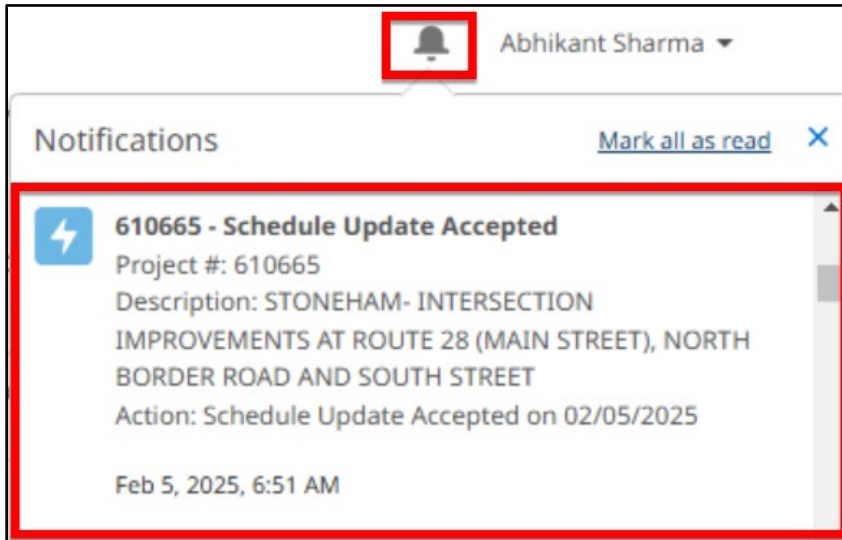 Abhikant Sharma
Notifications
Mark all as read
610665 - Schedule Update Accepted
Project #: 610665
Description: STONEHAM- INTERSECTION
IMPROVEMENTS AT ROUTE 28 (MAIN STREET), NORTH
BORDER ROAD AND SOUTH STREET
Action: Schedule Update Accepted on 02/05/2025
Feb 5, 2025, 6:51 AM